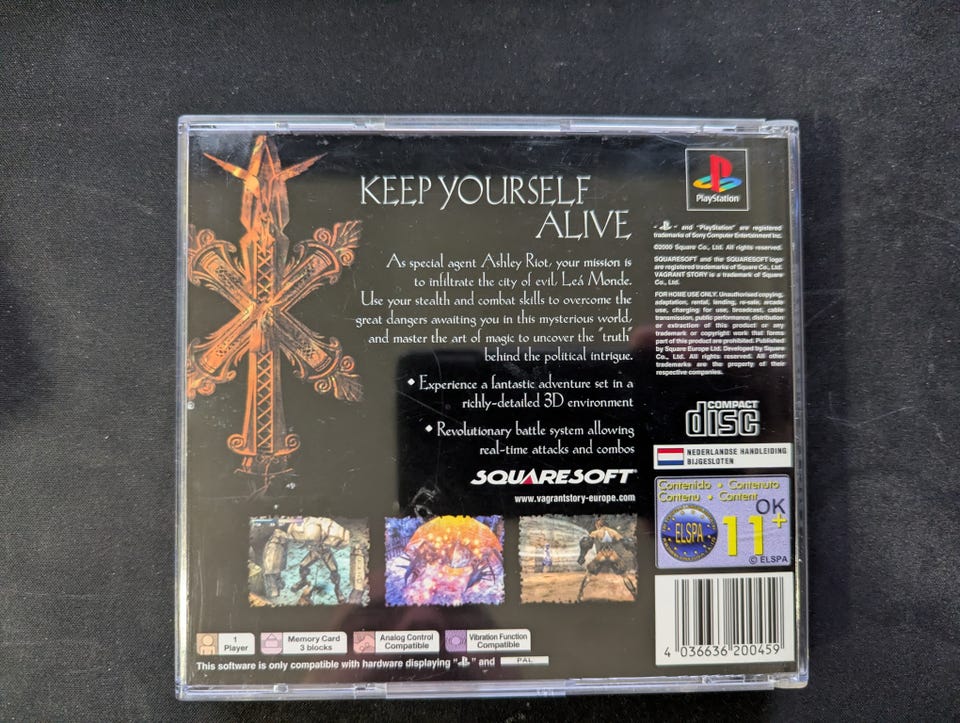 KEEP YOURSELF
ALIVE
As special agent Ashley Riot, your mission is
to infiltrate the city of evil, Leá Monde.
Use your stealth and combat skills to overcome the
great dangers awaiting you in this mysterious world,
and master the art of magic to uncover the "truth"
behind the political intrigue.
• Experience a fantastic adventure set in a
richly-detailed 3D environment
• Revolutionary battle system allowing
real-time attacks and combos
SQUARESOFT
www.vagrantstory-europe.com
PlayStation
" " and "PlayStation" are registered
trademarks of Sony Computer Entertainment Inc.
©2000 Square Co., Ltd. All rights reserved.
SQUARESOFT and the SQUARESOFT logo
are registered trademarks of Square Co., Ltd.
VAGRANT STORY is a trademark of Square
Co., Ltd.
FOR HOME USE ONLY. Unauthorised copying,
adaptation, rental, lending, re-sale, arcade
use, charging for use, broadcast, cable
transmission, public performance, distribution
or extraction of this product or any
trademark or copyright work that forms
part of this product are prohibited. Published
by Square Europe Ltd. Developed by Square
Co., Ltd. All rights reserved. All other
trademarks are the property of their
respective companies.
COMPACT
disc
NEDERLANDSE HANDLEIDING
BIJGESLOTEN
Contenido • Contenuto
Contenu • Content
OK
ELSPA
11+
© ELSPA
4 036636 200459
1
Player
Memory Card
3 blocks
Analog Control
Compatible
Vibration Function
Compatible
This software is only compatible with hardware displaying " " and PAL